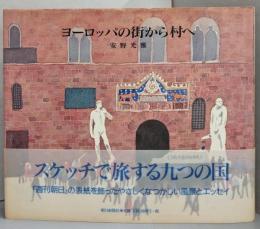 ヨーロッパの街から村へ
安野光雅
スケッチで旅する九つの国
「週刊朝日」の表紙を飾ったやさしくなつかしい風景とエッセイ